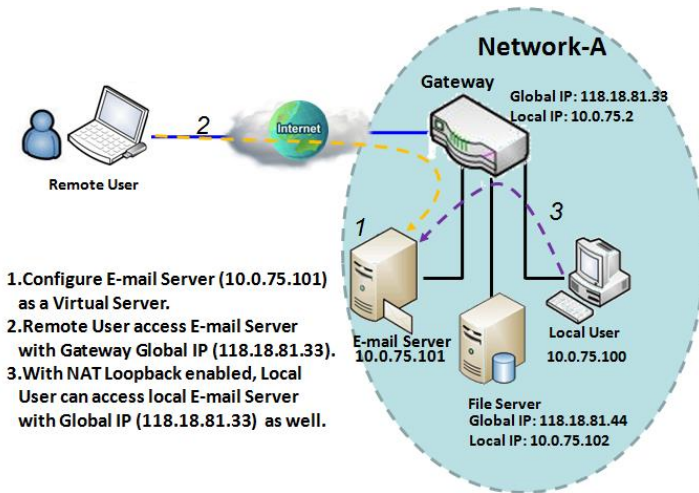 Network-A
Gateway
Global IP: 118.18.81.33
Local IP: 10.0.75.2
2
Internet
Remote User
1
3
E-mail Server
10.0.75.101
Local User
10.0.75.100
File Server
Global IP: 118.18.81.44
Local IP: 10.0.75.102
1.Configure E-mail Server (10.0.75.101)
as a Virtual Server.
2.Remote User access E-mail Server
with Gateway Global IP (118.18.81.33).
3.With NAT Loopback enabled, Local
User can access local E-mail Server
with Global IP (118.18.81.33) as well.